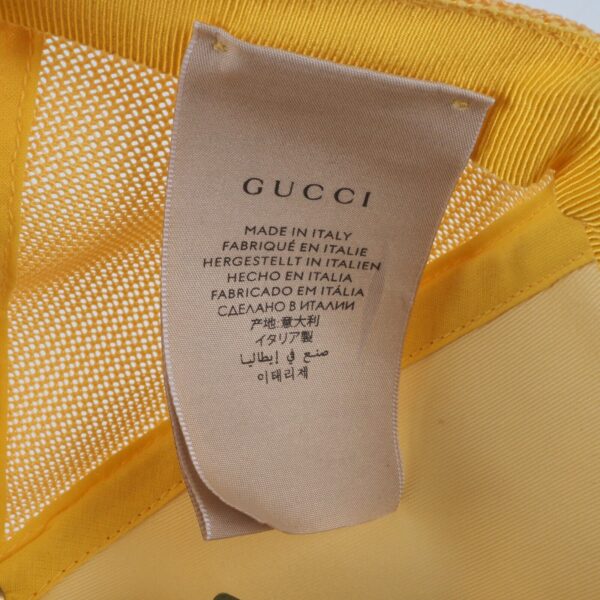 GUCCI
MADE IN ITALY
FABRIQUÉ EN ITALIE
HERGESTELLT IN ITALIEN
HECHO EN ITALIA
FABRICADO EM ITÁLIA
СДЕЛАНО В ИТАЛИИ
产地:意大利
イタリア製
صنع في إيطاليا
이태리제